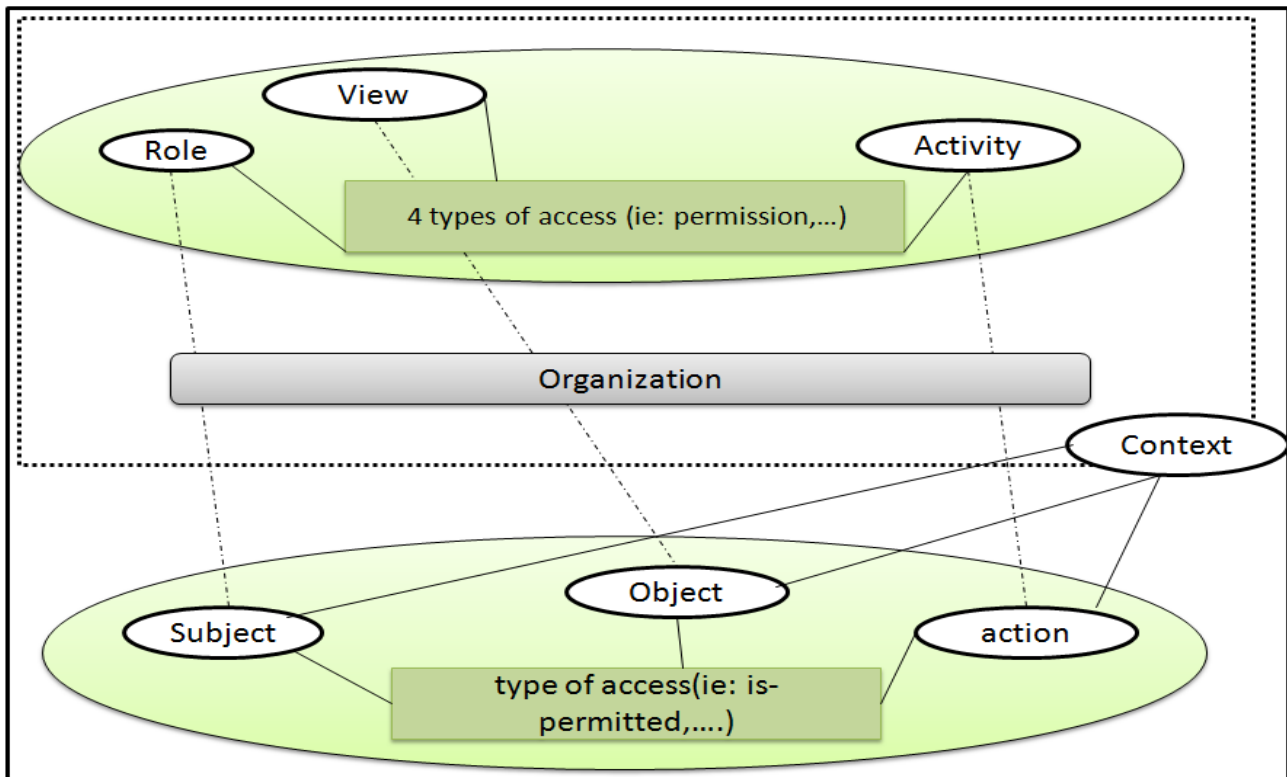 View
Role
Activity
4 types of access (ie: permission,...)
Organization
Context
Object
Subject
action
type of access(ie: is-
permitted,....)